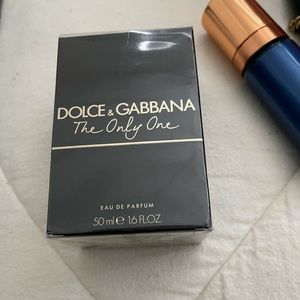 DOLCE & GABBANA
The Only One
EAU DE PARFUM
50 ml ℮ 1.6 FL.OZ.